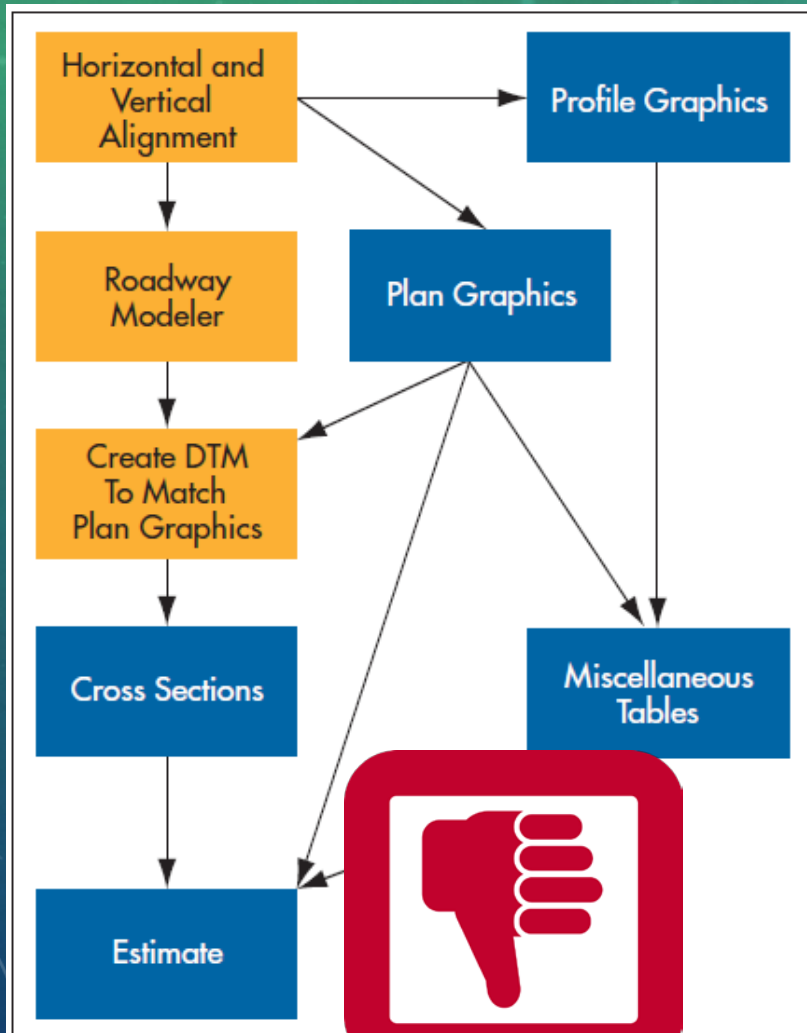 Horizontal and
Vertical
Alignment
Profile Graphics
Roadway
Modeler
Plan Graphics
Create DTM
To Match
Plan Graphics
Cross Sections
Miscellaneous
Tables
Estimate